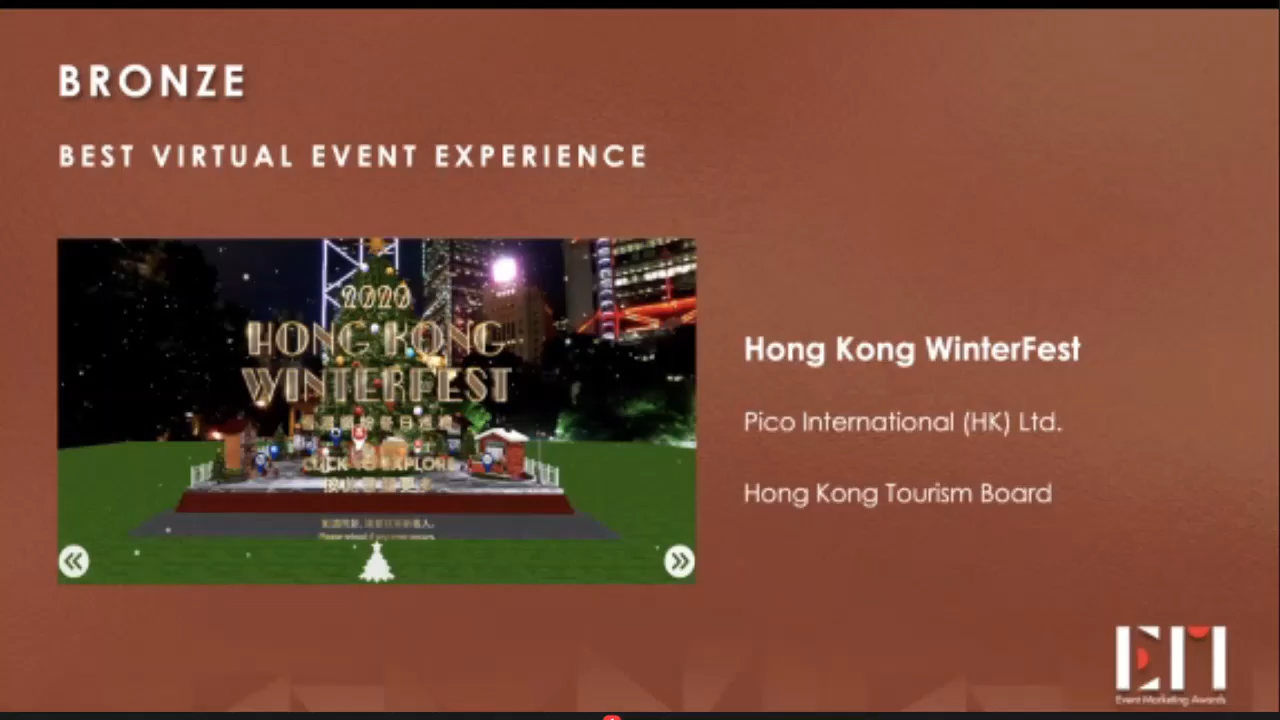 BRONZE
BEST VIRTUAL EVENT EXPERIENCE
2020
HONG KONG
WINTERFEST
CLICK TO EXPLORE
Hong Kong WinterFest
Pico International (HK) Ltd.
Hong Kong Tourism Board
EM
Event Marketing Awards